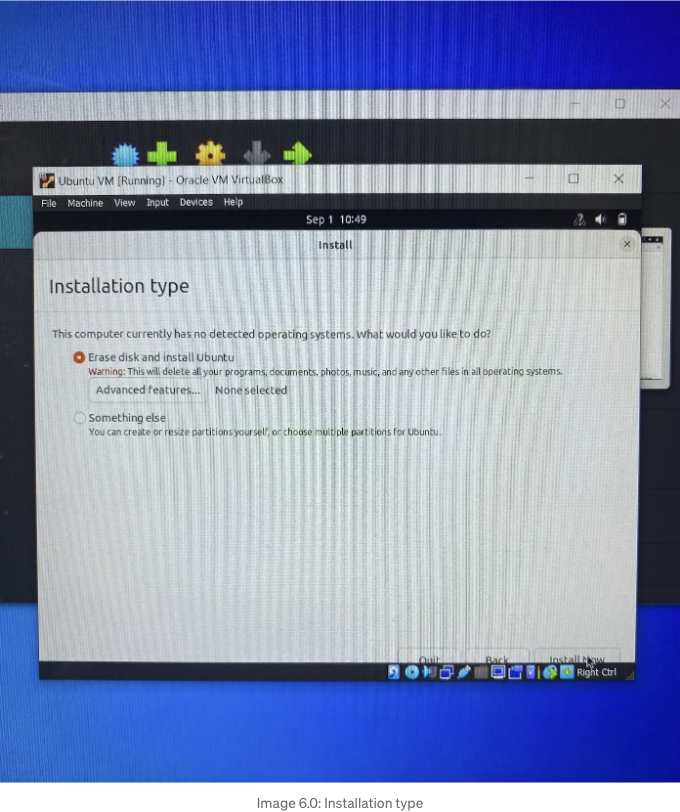 Ubuntu VM [Running] - Oracle VM VirtualBox
File Machine View Input Devices Help
Sep 1 10:49
Install
Installation type
This computer currently has no detected operating systems. What would you like to do?
Erase disk and install Ubuntu
Warning: This will delete all your programs, documents, photos, music, and any other files in all operating systems.
Advanced features... None selected
Something else
You can create or resize partitions yourself, or choose multiple partitions for Ubuntu.
Quit Back Install Now
Right Ctrl
Image 6.0: Installation type